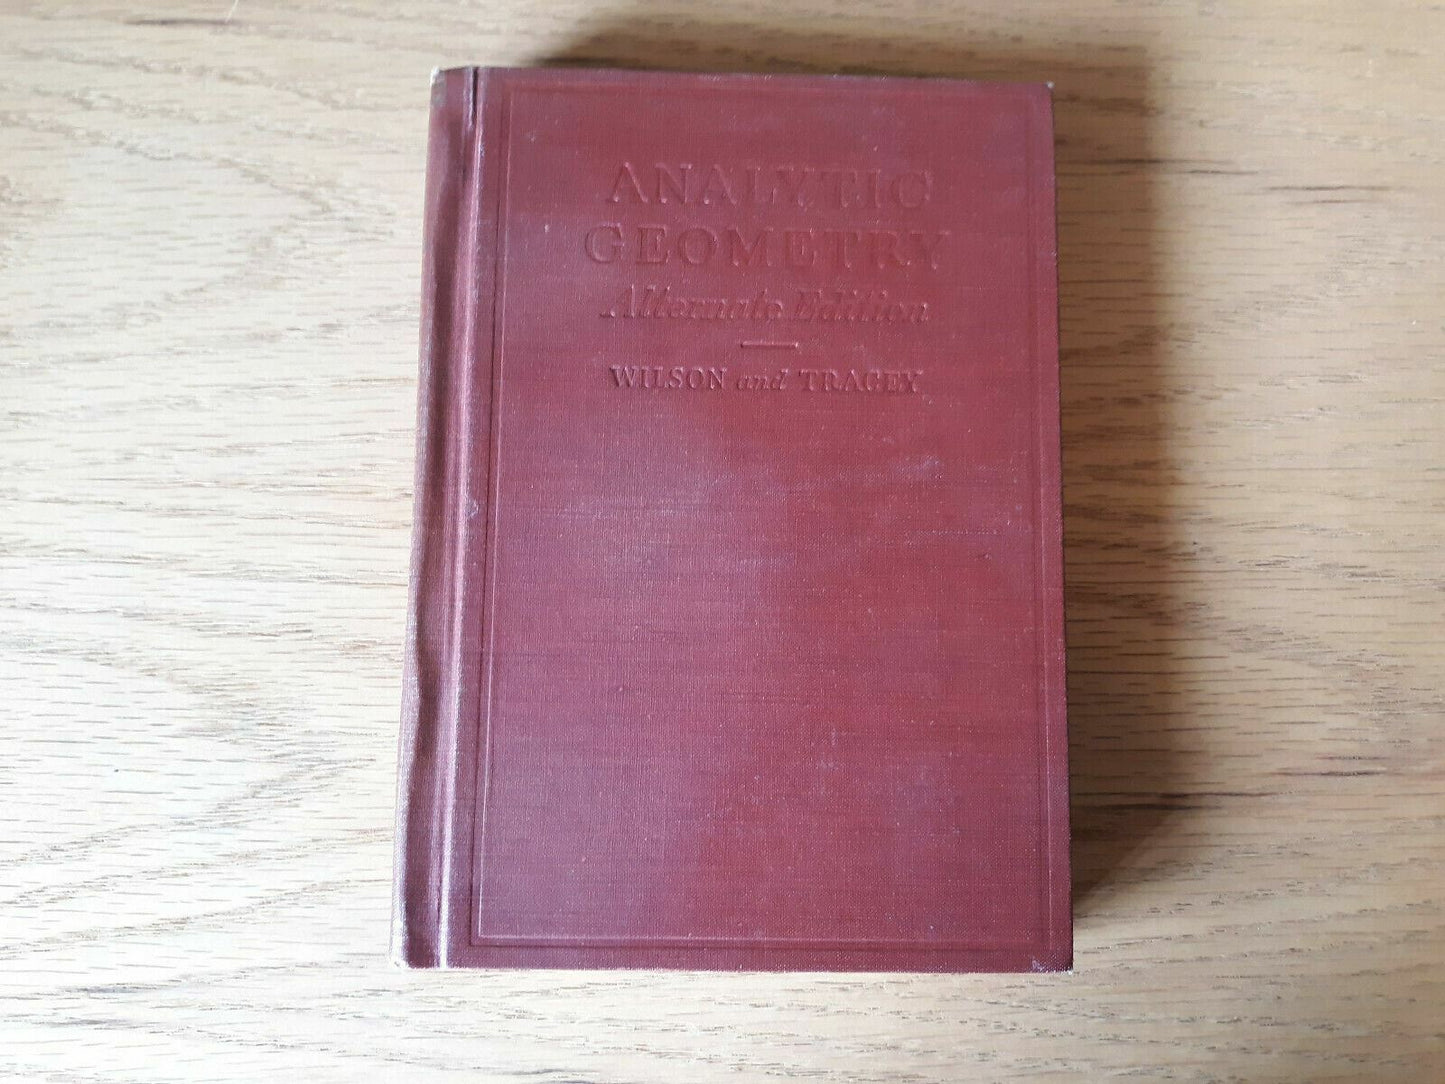 ANALYTIC
GEOMETRY
Alternate Edition
WILSON and TRACEY